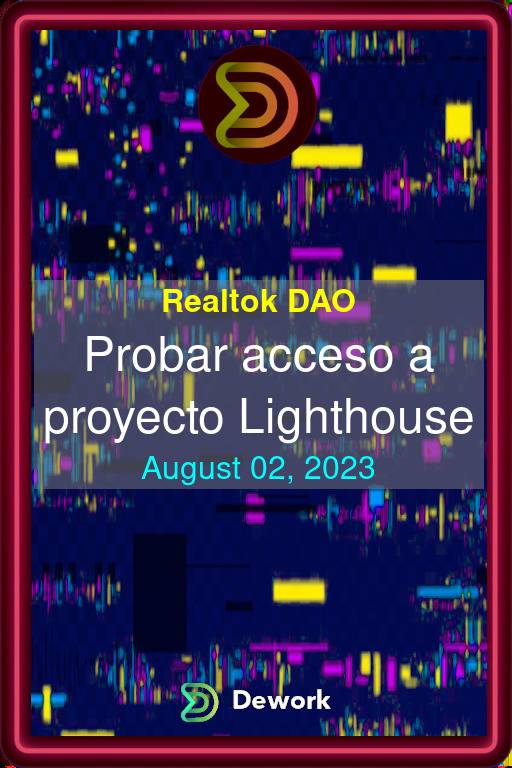 Realtok DAO
Probar acceso a
proyecto Lighthouse
August 02, 2023
Dework